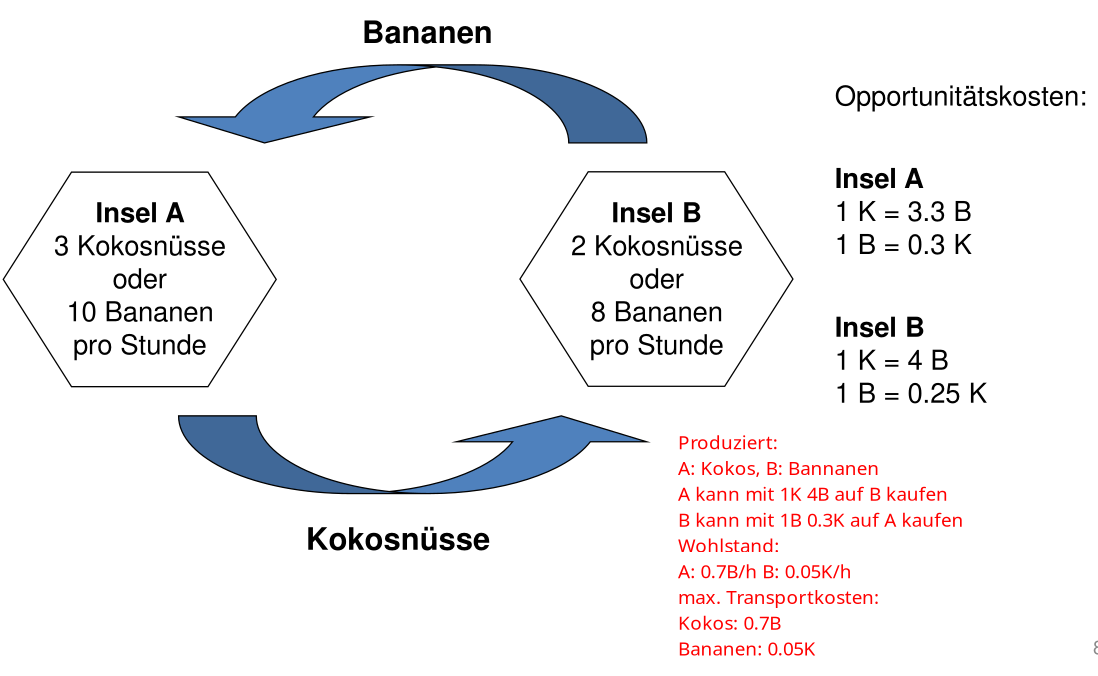 Bananen
Opportunitätskosten:
Insel A
3 Kokosnüsse
oder
10 Bananen
pro Stunde
Insel B
2 Kokosnüsse
oder
8 Bananen
pro Stunde
Insel A
1 K = 3.3 B
1 B = 0.3 K
Insel B
1 K = 4 B
1 B = 0.25 K
Kokosnüsse
Produziert:
A: Kokos, B: Bannanen
A kann mit 1K 4B auf B kaufen
B kann mit 1B 0.3K auf A kaufen
Wohlstand:
A: 0.7B/h B: 0.05K/h
max. Transportkosten:
Kokos: 0.7B
Bananen: 0.05K